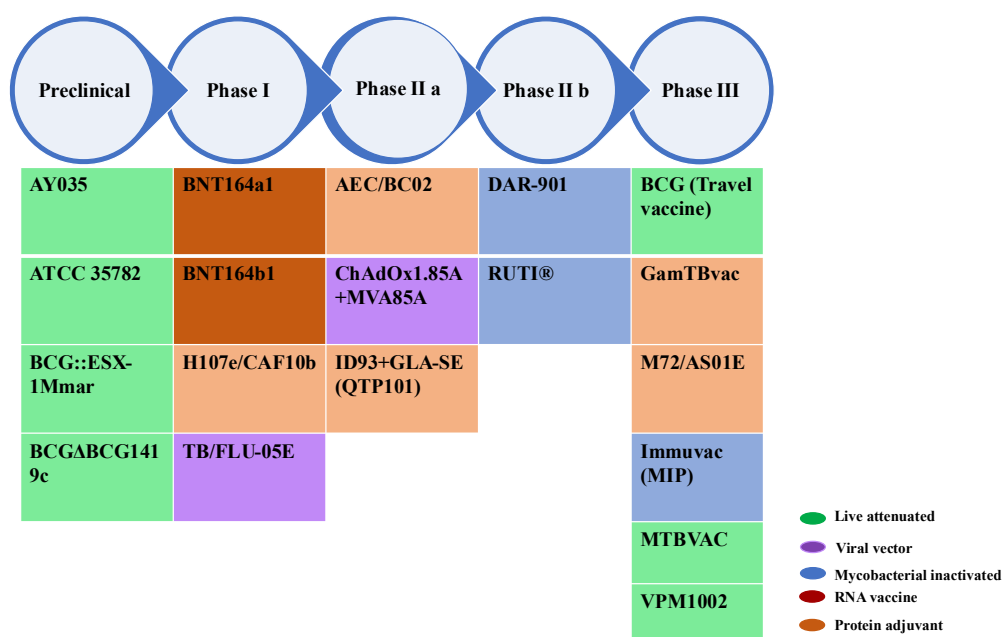 Preclinical
Phase I
Phase II a
Phase II b
Phase III
AY035
BNT164a1
AEC/BC02
DAR-901
BCG (Travel
vaccine)
ATCC 35782
BNT164b1
ChAdOx1.85A
+MVA85A
RUTI®
GamTBvac
BCG::ESX-
1Mmar
H107e/CAF10b
ID93+GLA-SE
(QTP101)
M72/AS01E
BCGΔBCG141
9c
TB/FLU-05E
Immuvac
(MIP)
MTBVAC
VPM1002
Live attenuated
Viral vector
Mycobacterial inactivated
RNA vaccine
Protein adjuvant